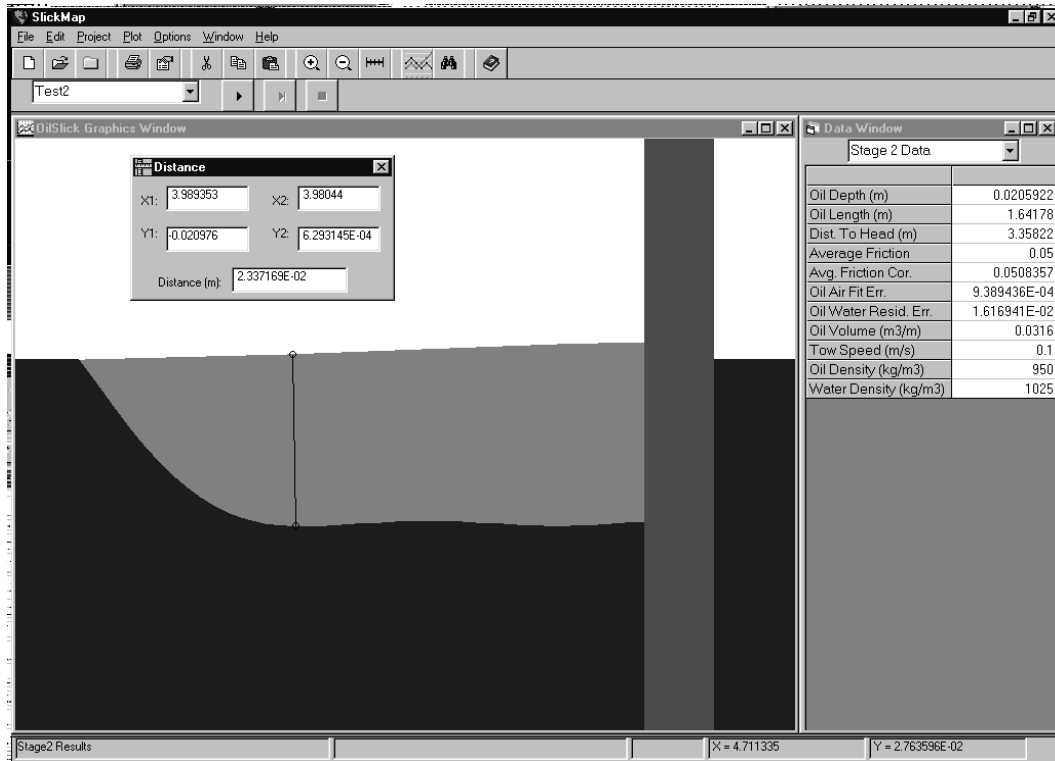 SlickMap
File Edit Project Plot Options Window Help
Test2
OilSlick Graphics Window
Distance
X1: 3.989353 X2: 3.98044
Y1: -0.020976 Y2: 6.293145E-04
Distance (m): 2.337169E-02
Data Window
Stage 2 Data
Oil Depth (m) 0.0205922
Oil Length (m) 1.64178
Dist. To Head (m) 3.35822
Average Friction 0.05
Avg. Friction Cor. 0.0508357
Oil Air Fit Err. 9.389436E-04
Oil Water Resid. Err. 1.616941E-02
Oil Volume (m3/m) 0.0316
Tow Speed (m/s) 0.1
Oil Density (kg/m3) 950
Water Density (kg/m3) 1025
Stage2 Results
X = 4.711335
Y = 2.763596E-02